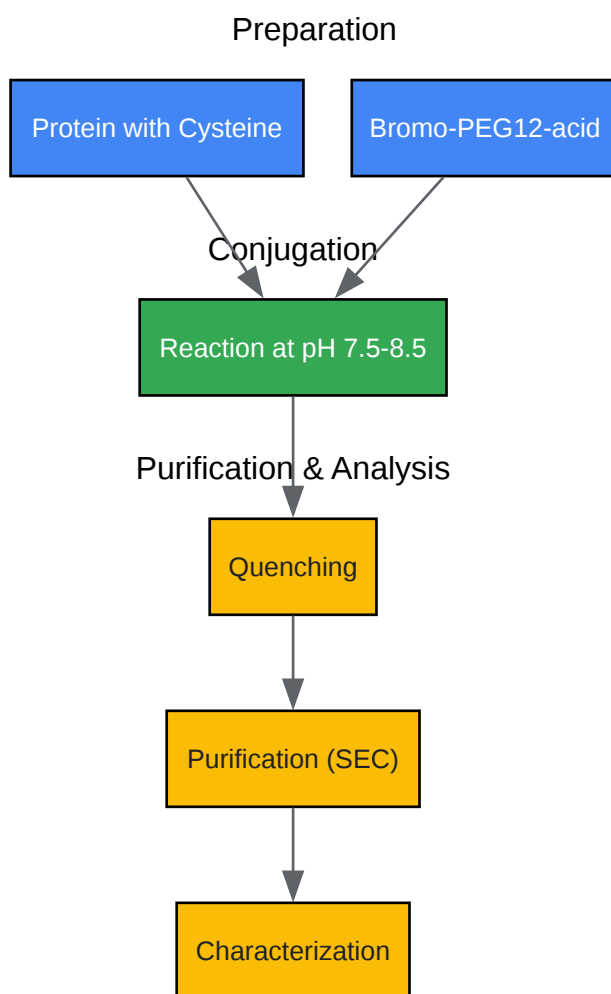 Preparation
Protein with Cysteine
Bromo-PEG12-acid
Conjugation
Reaction at pH 7.5-8.5
Purification & Analysis
Quenching
Purification (SEC)
Characterization